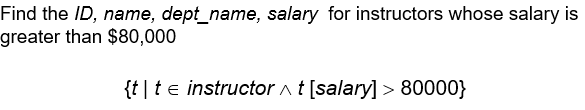 Find the ID, name, dept_name, salary for instructors whose salary is
greater than $80,000
{t | t ∈ instructor ∧ t [salary] > 80000}